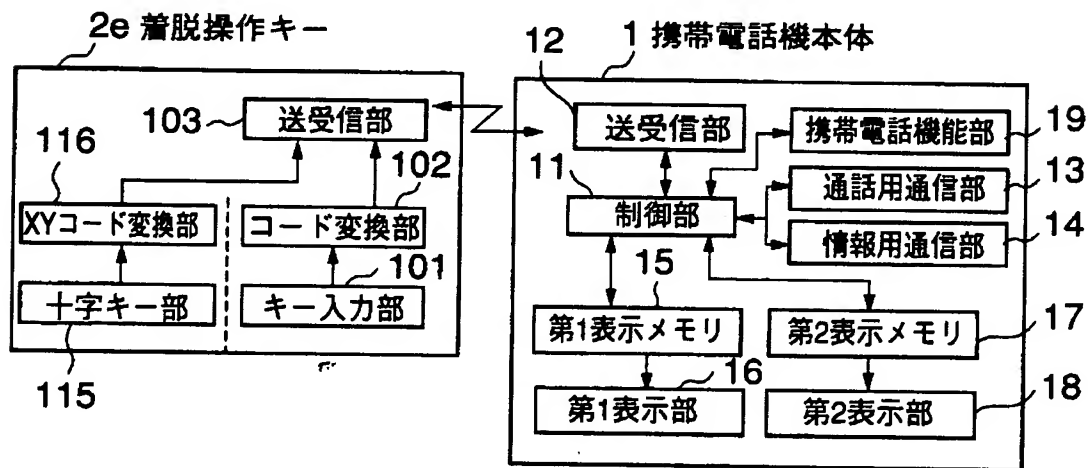 2e 着脱操作キー
103 送受信部
116
102
XYコード変換部
コード変換部
101
十字キー部
キー入力部
115
1 携帯電話機本体
12
送受信部
携帯電話機能部 19
11
通話用通信部 13
制御部
情報用通信部 14
15
第1表示メモリ
第2表示メモリ 17
16
第1表示部
第2表示部 18